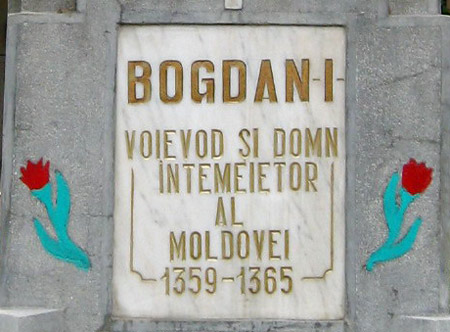 BOGDAN-I-
VOIEVOD SI DOMN
ÎNTEMEIETOR
AL
MOLDOVEI
1359-1365